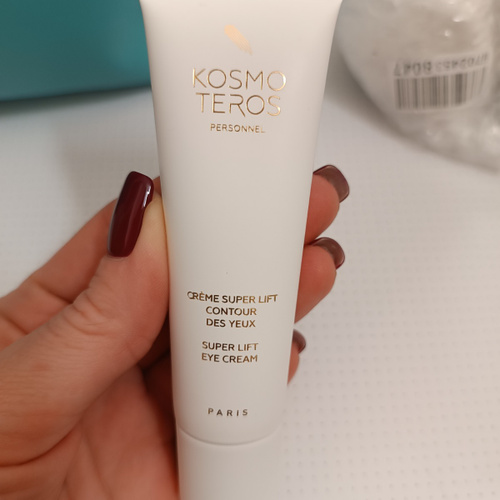 KOSMO
TEROS
PERSONNEL
CRÈME SUPER LIFT
CONTOUR
DES YEUX
SUPER LIFT
EYE CREAM
PARIS